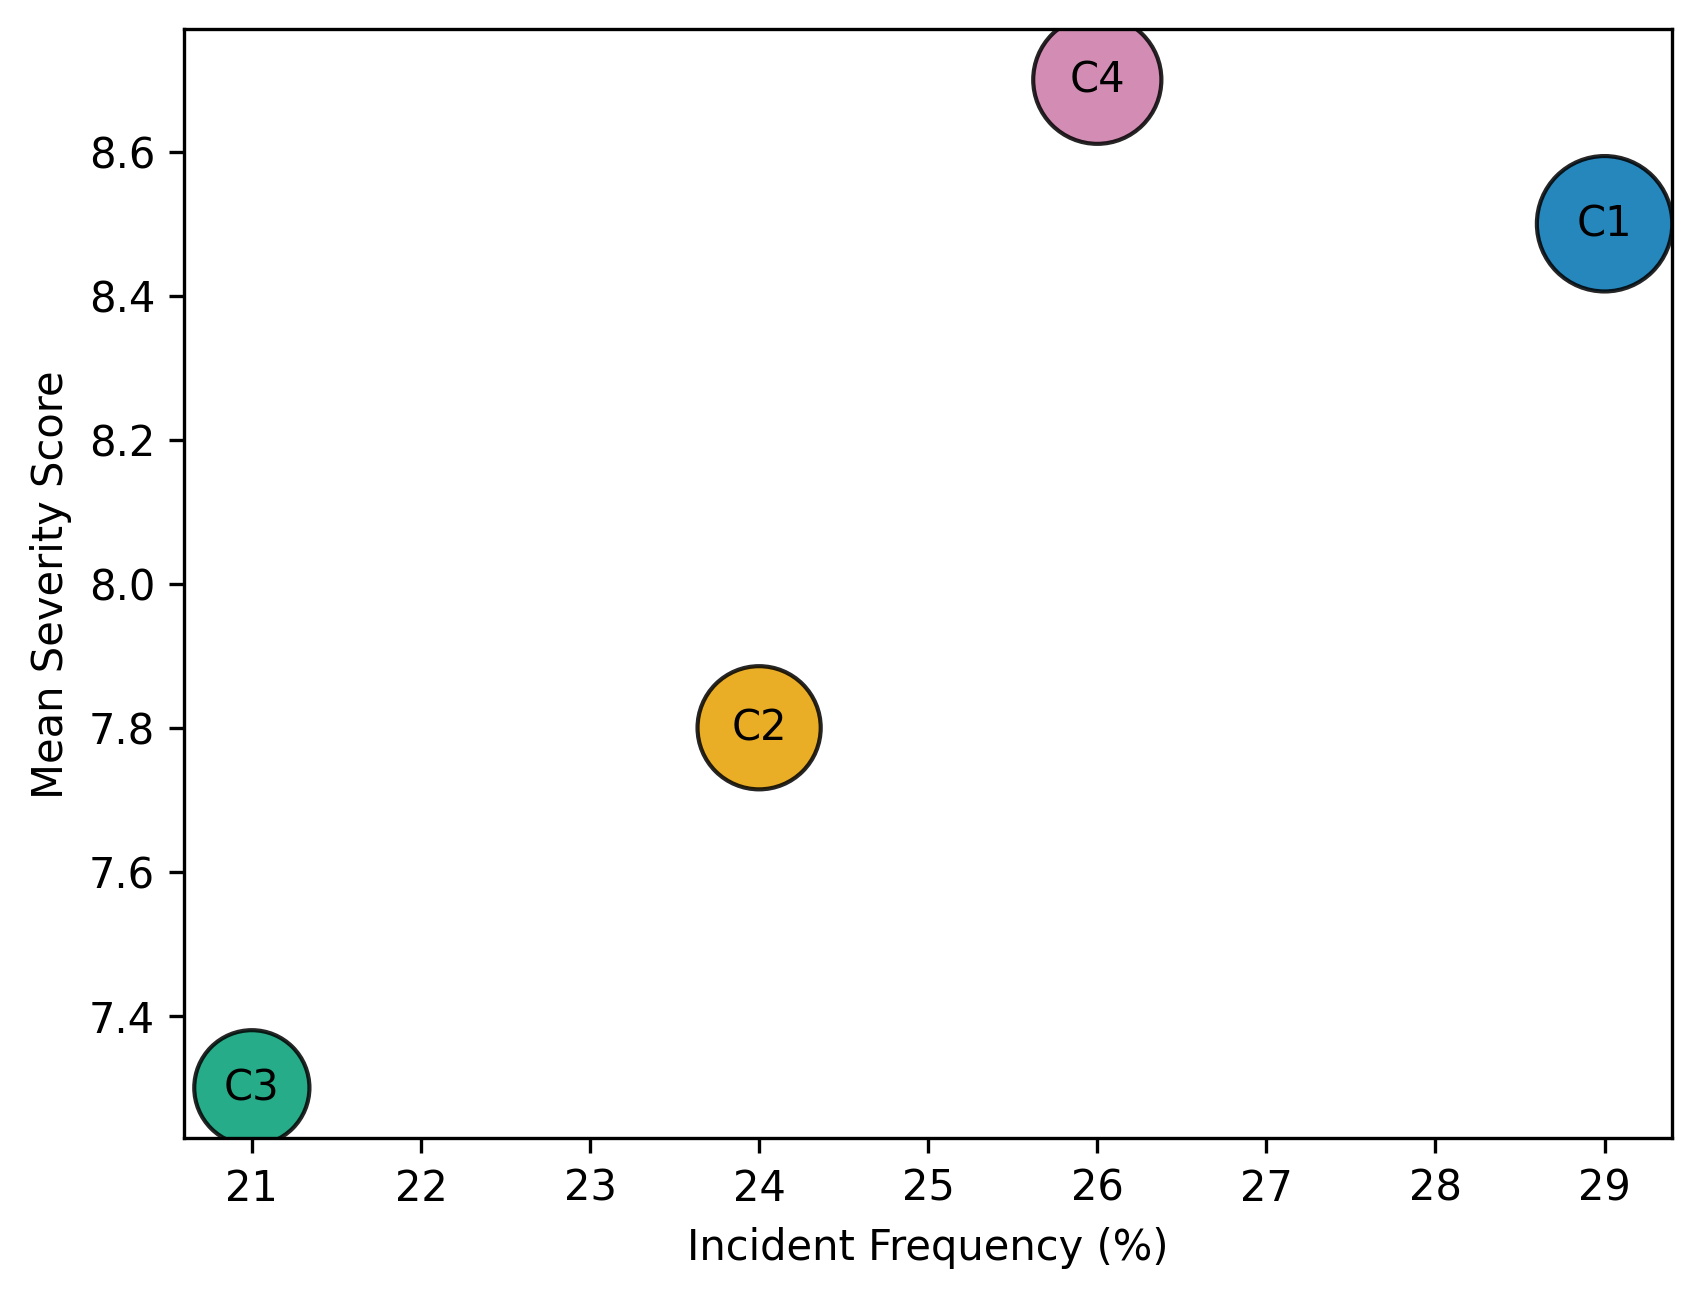 C4
8.6
C1
8.4
8.2
8.0
7.8
C2
7.6
7.4
C3
Mean Severity Score
21 22 23 24 25 26 27 28 29
Incident Frequency (%)